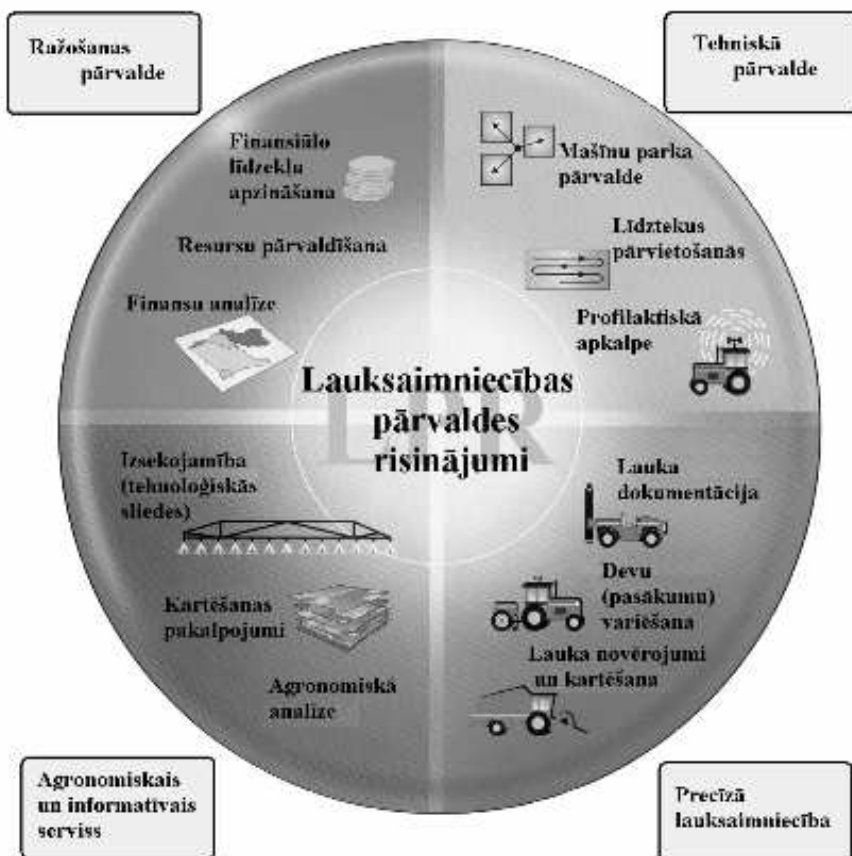 Ražošanas
pārvalde
Tehniskā
pārvalde
Finansiālo
līdzekļu
apzināšana
Resursu pārvaldīšana
Finansu analīze
Mašīnu parka
pārvalde
Līdztekus
pārvietošanās
Profilaktiskā
apkalpe
LDR
Lauksaimniecības
pārvaldes
risinājumi
Izsekojamība
(tehnoloģiskās
sliedes)
Kartēšanas
pakalpojumi
Agronomiskā
analīze
Lauka
dokumentācija
Devu
(pasākumu)
variēšana
Lauka novērojumi
un kartēšana
Agronomiskais
un informatīvais
serviss
Precīzā
lauksaimniecība